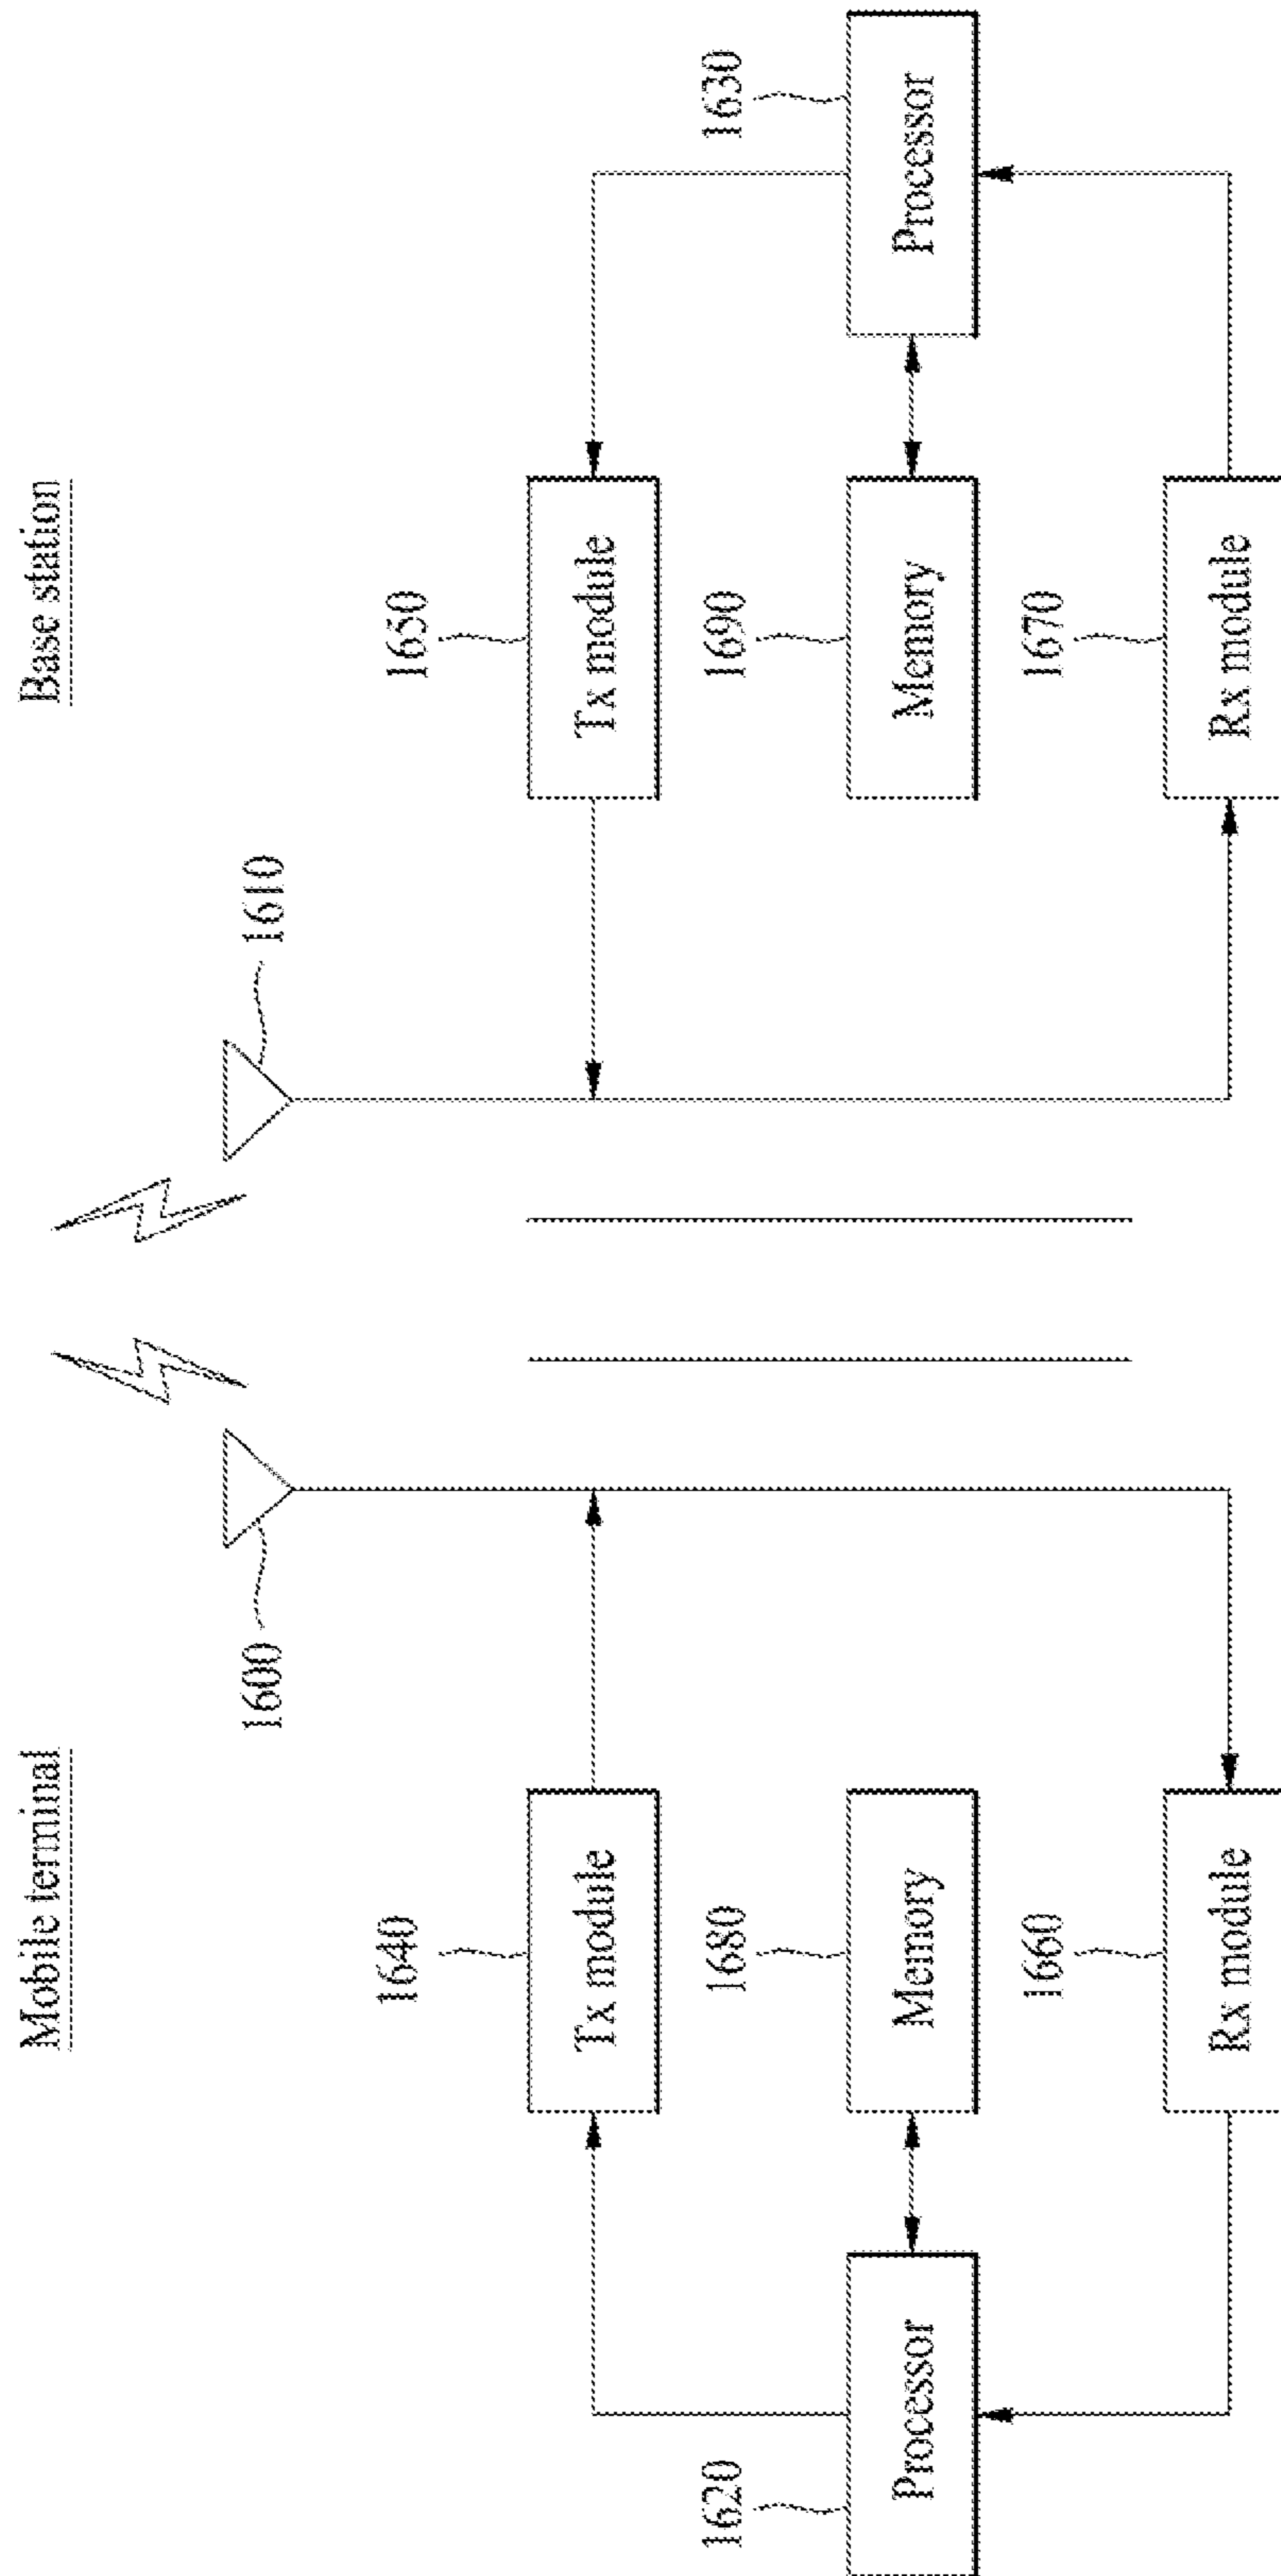 Mobile terminal
Base station
1600
1610
1640
Tx module
1650
Tx module
1620
Processor
1680
Memory
1690
Memory
1630
Processor
1660
Rx module
1670
Rx module